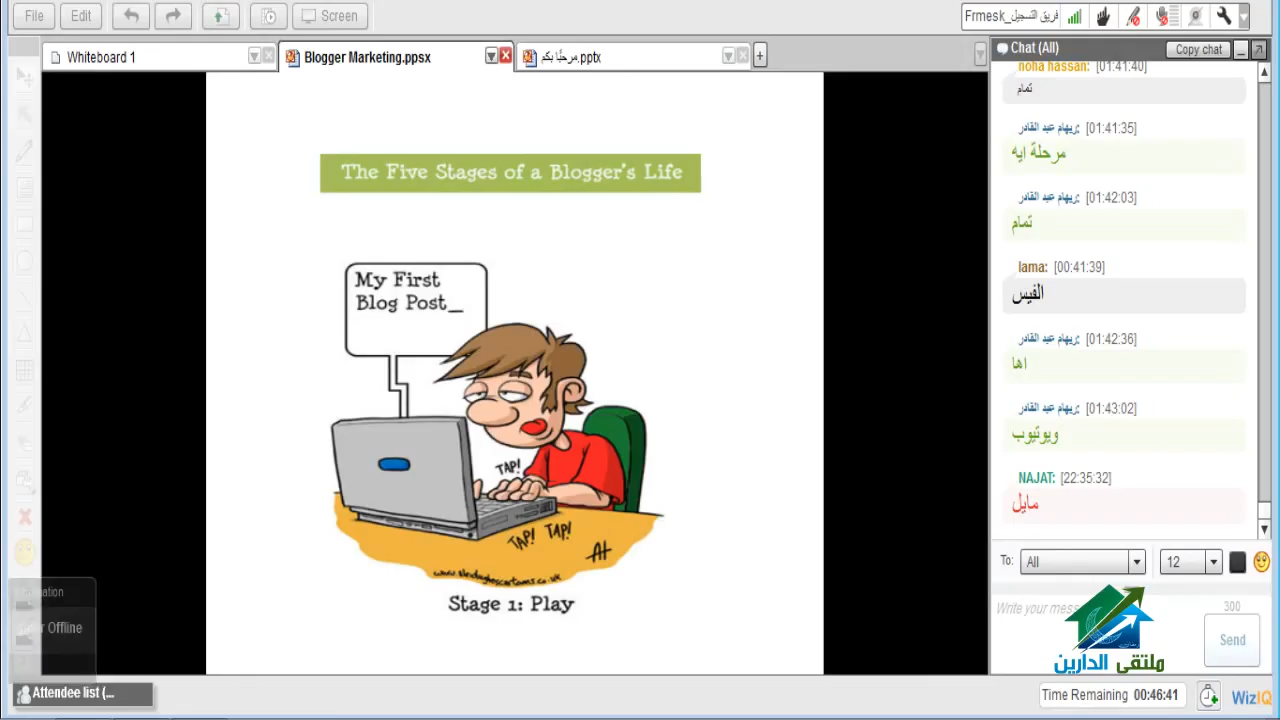 File
Edit
Screen
Frmesk_فريق التسجيل
Whiteboard 1
Blogger Marketing.ppsx
مرحبًا بكم.pptx
Chat (All)
Copy chat
noha hassan: [01:41:40]
تمام
ريهام عبد القادر: [01:41:35]
مرحلة ايه
ريهام عبد القادر: [01:42:03]
تمام
lama: [00:41:39]
الفيس
ريهام عبد القادر: [01:42:36]
اها
ريهام عبد القادر: [01:43:02]
ويوتيوب
NAJAT: [22:35:32]
مايل
To:
All
12
Write your mess
300
Send
ملتقى الدارين
Time Remaining 00:46:41
WizIQ
The Five Stages of a Blogger's Life
My First
Blog Post_
TAP!
TAP! TAP!
Stage 1: Play
Offline
Attendee list (...